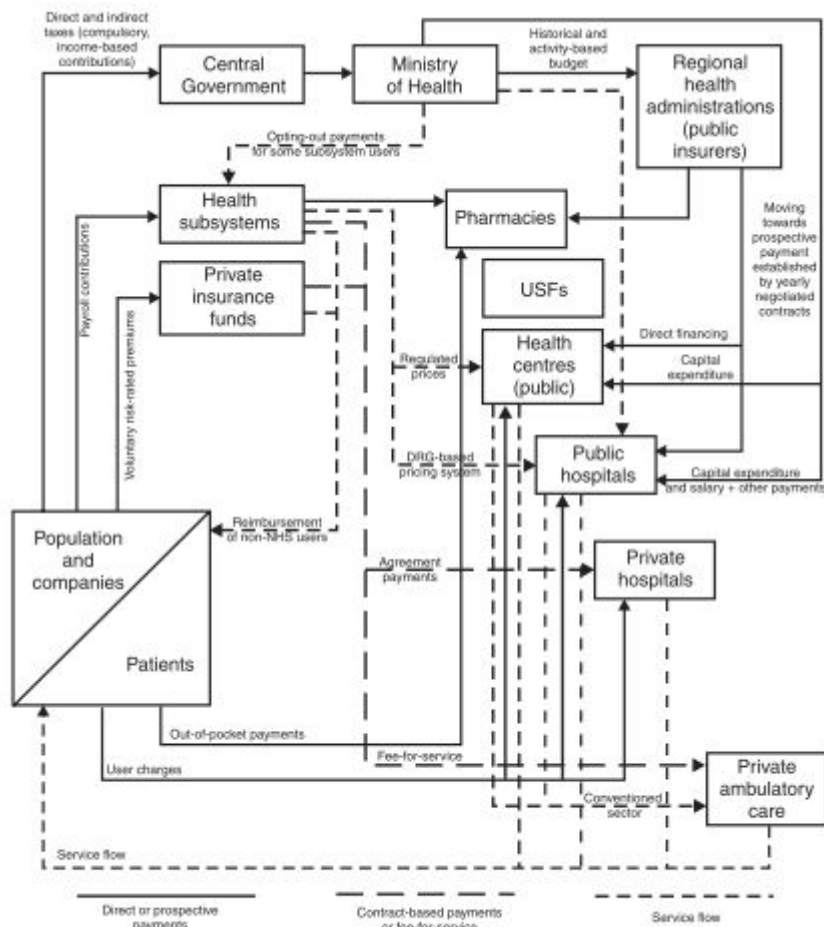 Direct and indirect
taxes (compulsory,
income-based
contributions)
Central
Government
Ministry
of Health
Historical and
activity-based
budget
Regional
health
administrations
(public
insurers)
Opting-out payments
for some subsystem users
Health
subsystems
Pharmacies
Moving
towards
prospective
payment
established
by yearly
negotiated
contracts
Payroll contributions
Private
insurance
funds
USFs
Voluntary risk-rated premiums
Direct financing
Regulated
prices
Health
centres
(public)
Capital
expenditure
DRG-based
pricing system
Public
hospitals
Capital expenditure
and salary + other payments
Population
and
companies
Reimbursement
of non-NHS users
Agreement
payments
Private
hospitals
Patients
Out-of-pocket payments
Fee-for-service
User charges
Private
ambulatory
care
Conventioned
sector
Service flow
Direct or prospective
payments
Contract-based payments
or fee-for-service
Service flow